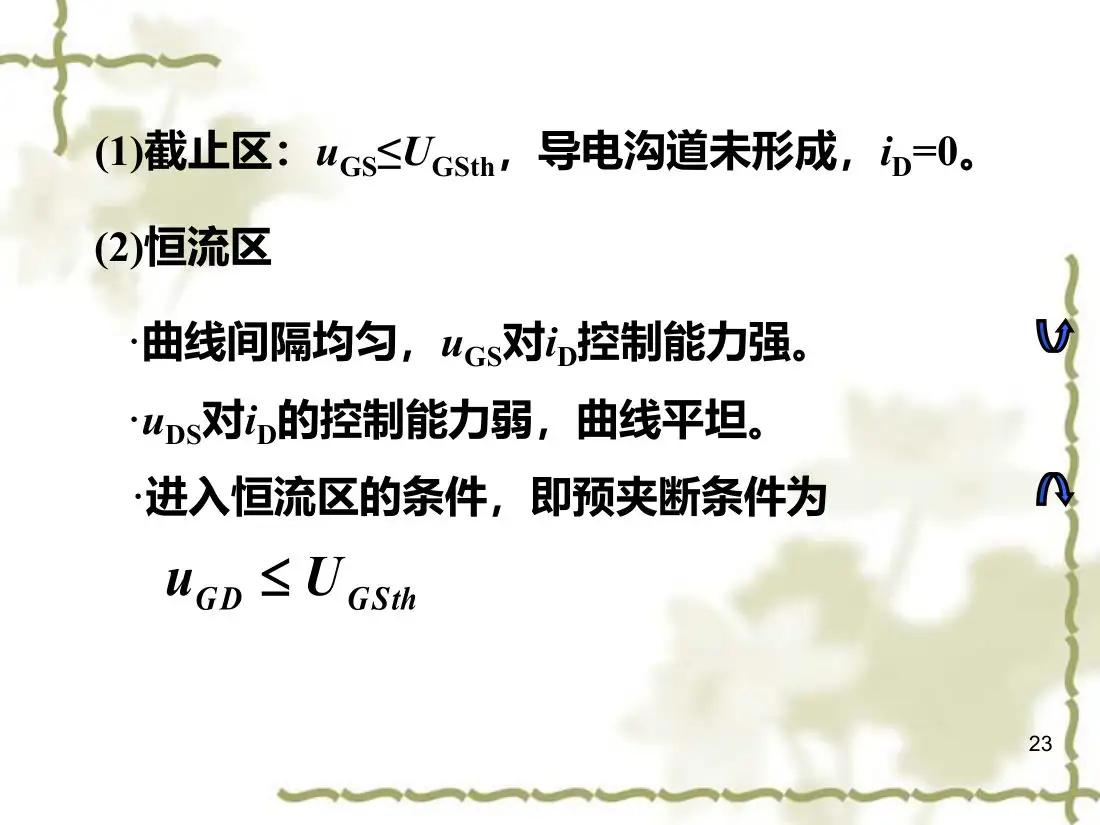 (1)截止区：uGS≤UGSth，导电沟道未形成，iD=0。
(2)恒流区
·曲线间隔均匀，uGS对iD控制能力强。
·uDS对iD的控制能力弱，曲线平坦。
·进入恒流区的条件，即预夹断条件为
uGD ≤ UGSth
23